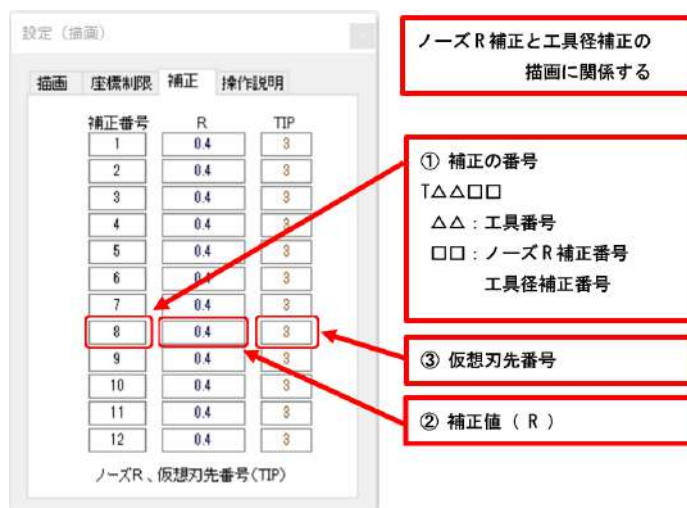 設定（描画）
描画 座標制限 補正 操作説明
補正番号 R TIP
1 0.4 3
2 0.4 3
3 0.4 3
4 0.4 3
5 0.4 3
6 0.4 3
7 0.4 3
8 0.4 3
9 0.4 3
10 0.4 3
11 0.4 3
12 0.4 3
ノーズR、仮想刃先番号(TIP)
ノーズＲ補正と工具径補正の
描画に関係する
① 補正の番号
T△△□□
△△：工具番号
□□：ノーズＲ補正番号
工具径補正番号
③ 仮想刃先番号
② 補正値（Ｒ）